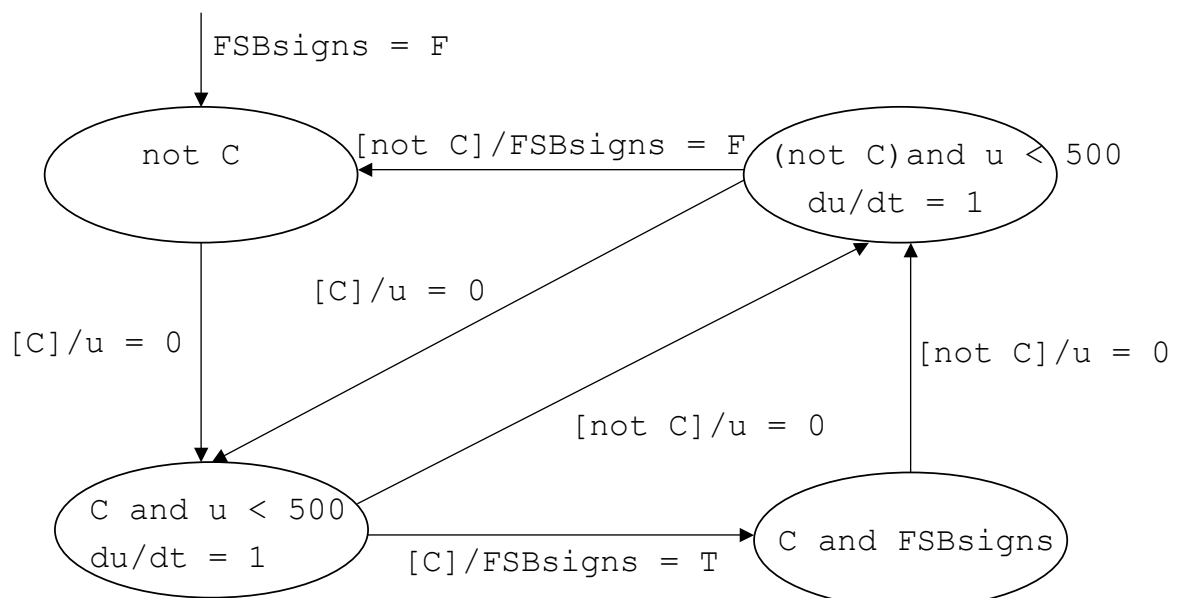 FSBsigns = F
not C
[not C]/FSBsigns = F
(not C)and u < 500
du/dt = 1
[C]/u = 0
[C]/u = 0
[not C]/u = 0
[not C]/u = 0
C and u < 500
du/dt = 1
[C]/FSBsigns = T
C and FSBsigns